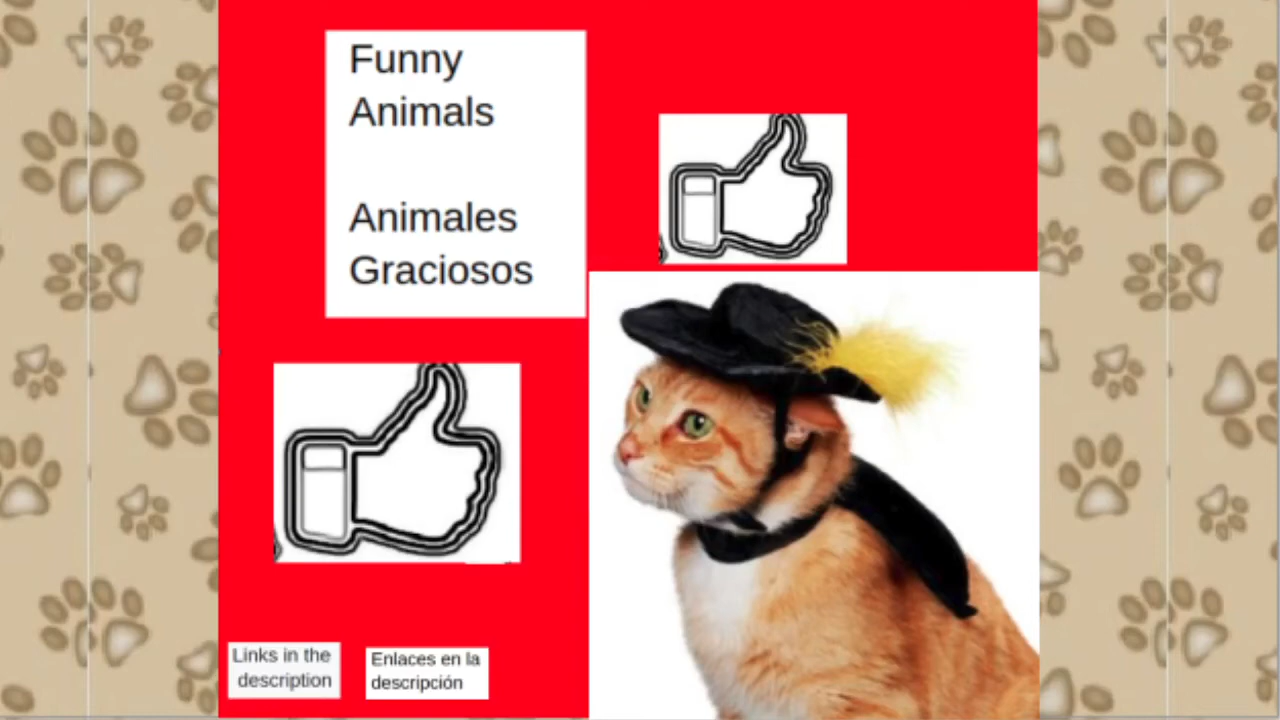 Funny
Animals
Animales
Graciosos
Links in the
description
Enlaces en la
descripción